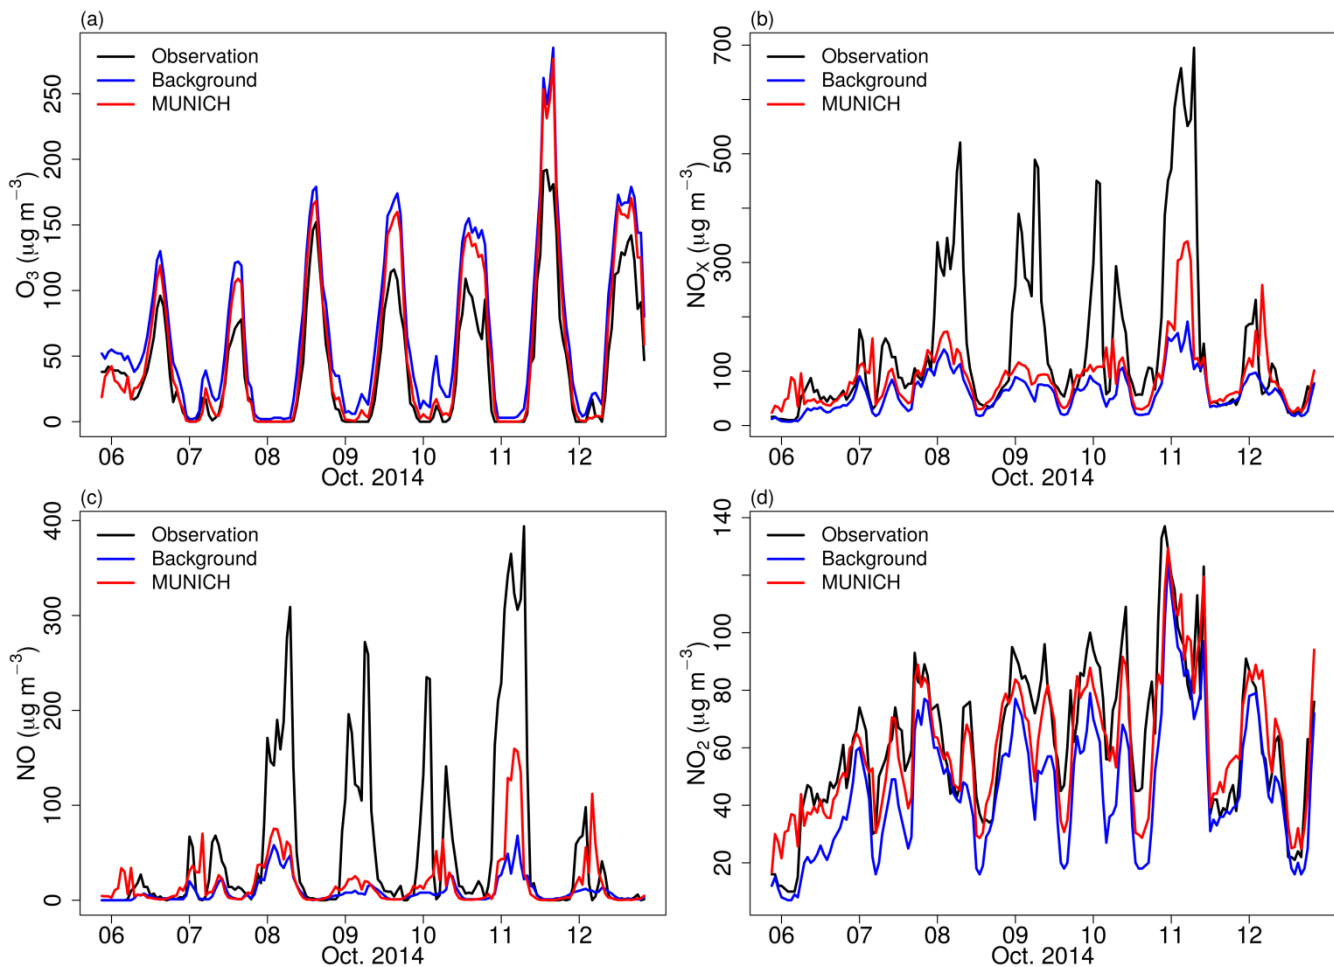 (a)
Observation
Background
MUNICH
O₃ (µg m⁻³)
0 50 100 150 200 250
06 07 08 09 10 11 12
Oct. 2014
(b)
Observation
Background
MUNICH
NOX (µg m⁻³)
0 100 300 500 700
06 07 08 09 10 11 12
Oct. 2014
(c)
Observation
Background
MUNICH
NO (µg m⁻³)
0 100 200 300 400
06 07 08 09 10 11 12
Oct. 2014
(d)
Observation
Background
MUNICH
NO₂ (µg m⁻³)
20 40 60 80 100 140
06 07 08 09 10 11 12
Oct. 2014